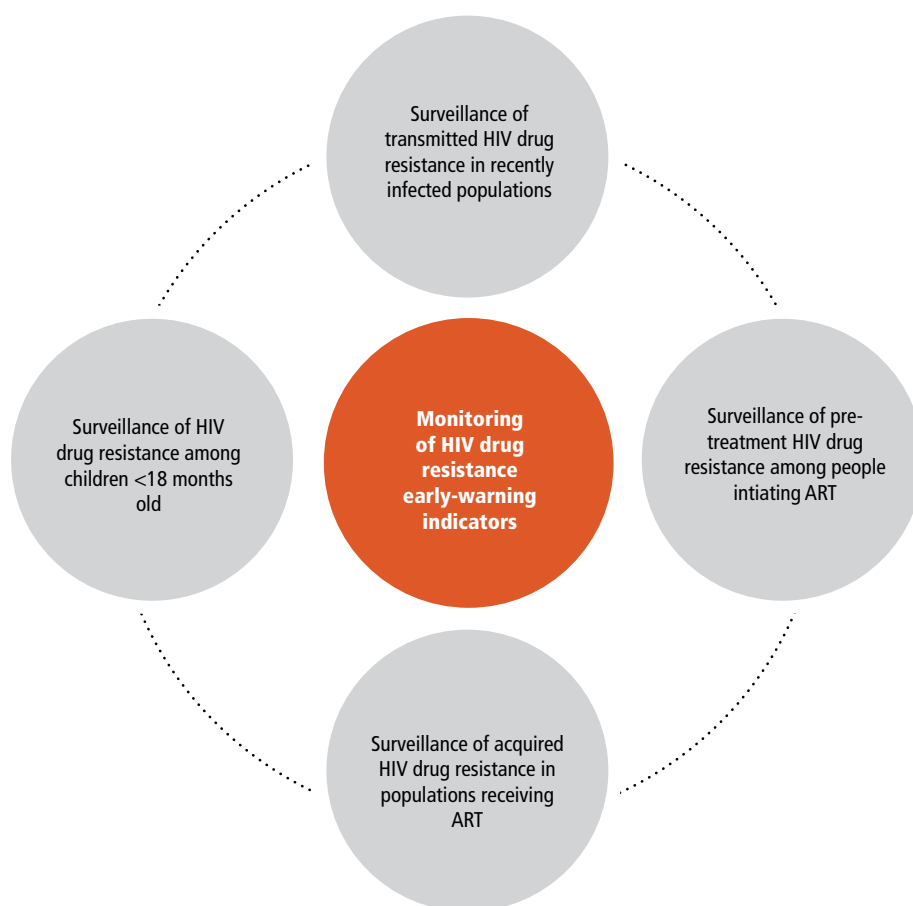 Surveillance of
transmitted HIV drug
resistance in recently
infected populations
Surveillance of HIV
drug resistance among
children <18 months
old
Monitoring
of HIV drug
resistance
early-warning
indicators
Surveillance of pre-
treatment HIV drug
resistance among people
intiating ART
Surveillance of acquired
HIV drug resistance in
populations receiving
ART